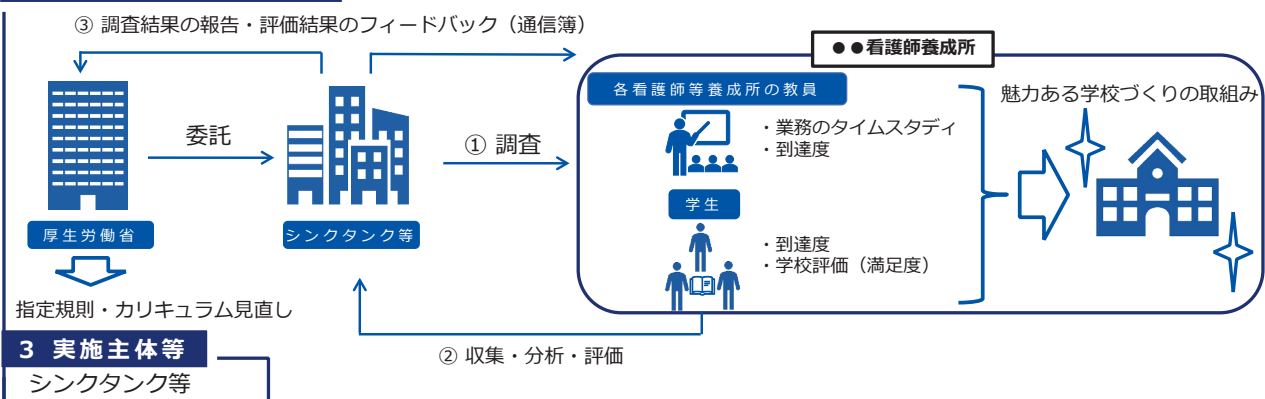 ③ 調査結果の報告・評価結果のフィードバック（通信簿）
●●看護師養成所
各看護師等養成所の教員
魅力ある学校づくりの取組み
・業務のタイムスタディ
・到達度
委託
① 調査
学生
厚生労働省
シンクタンク等
・到達度
・学校評価（満足度）
指定規則・カリキュラム見直し
3 実施主体等
② 収集・分析・評価
シンクタンク等